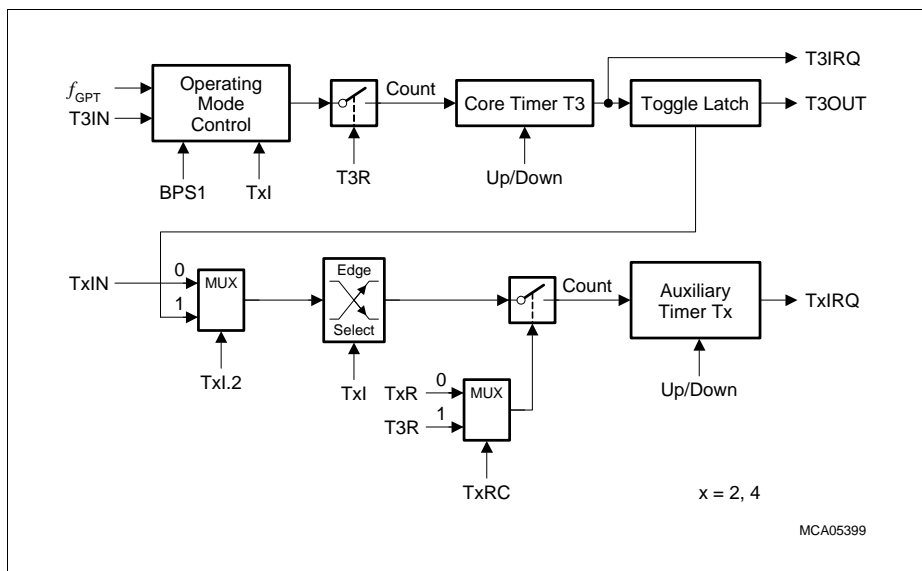 f GPT
T3IN
Operating
Mode
Control
BPS1
TxI
T3R
Count
Core Timer T3
Up/Down
Toggle Latch
T3IRQ
T3OUT
TxIN
0
1
MUX
TxI.2
Edge
Select
TxI
TxR
T3R
0
1
MUX
TxRC
Count
Auxiliary
Timer Tx
Up/Down
TxIRQ
x = 2, 4
MCA05399